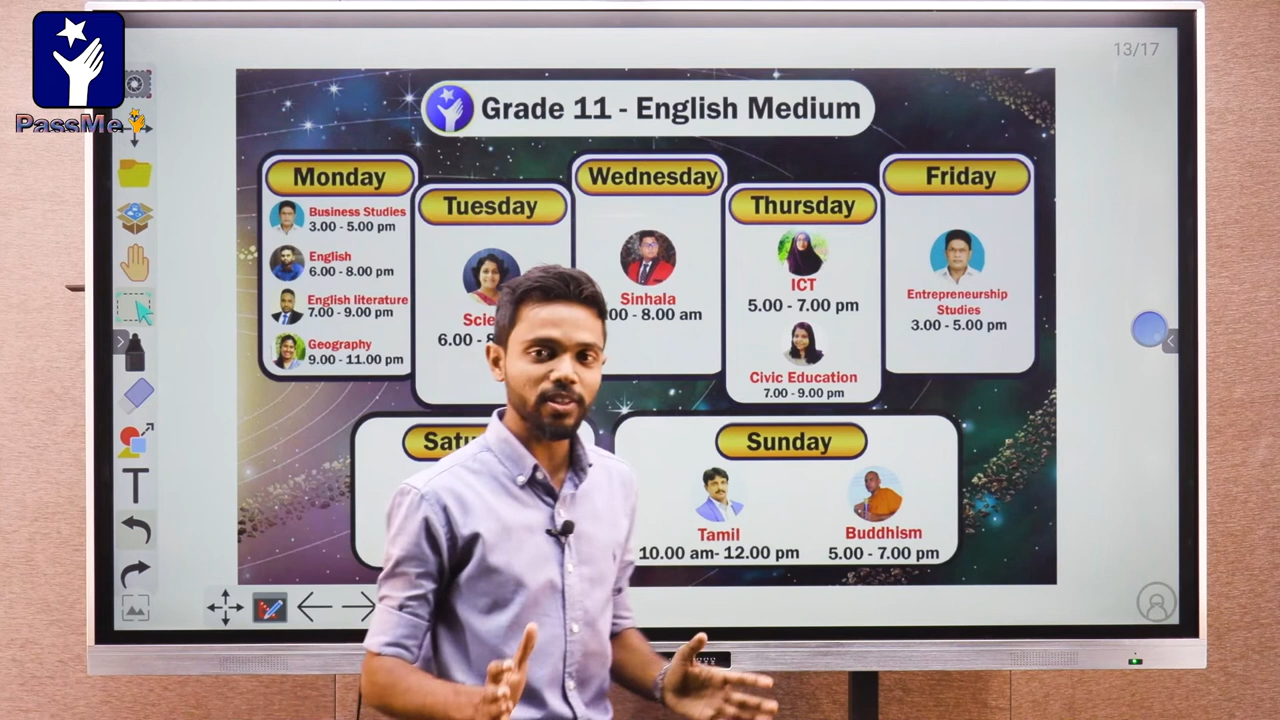 PassMe
13/17
Grade 11 - English Medium
Monday
Business Studies
3.00 - 5.00 pm
English
6.00 - 8.00 pm
English literature
7.00 - 9.00 pm
Geography
9.00 - 11.00 pm
Tuesday
Wednesday
Sinhala
8.00 am
Thursday
ICT
5.00 - 7.00 pm
Civic Education
7.00 - 9.00 pm
Friday
Entrepreneurship
Studies
3.00 - 5.00 pm
Sunday
Tamil
10.00 am- 12.00 pm
Buddhism
5.00 - 7.00 pm